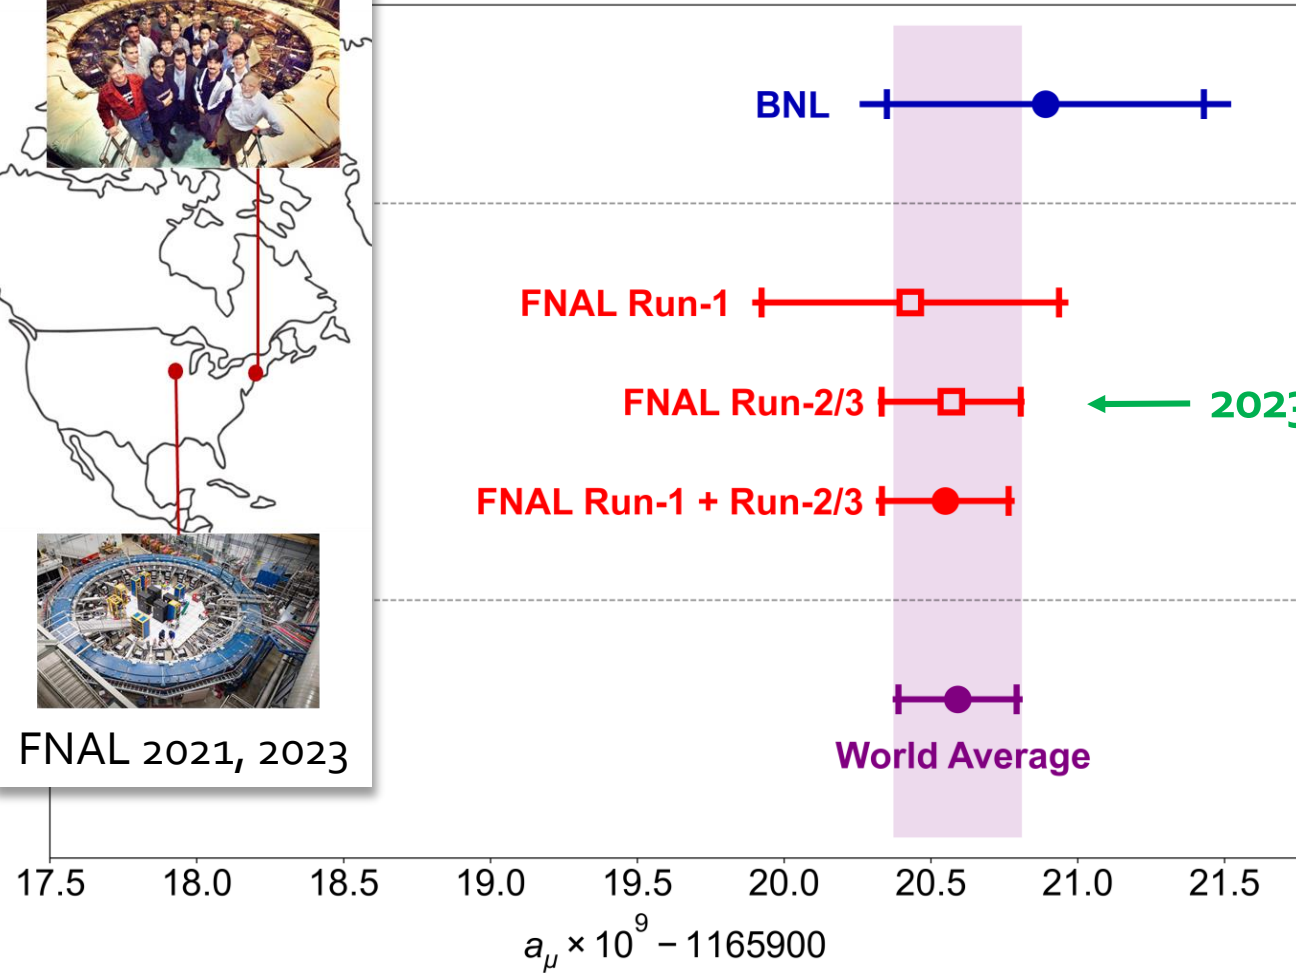 BNL
FNAL Run-1
FNAL Run-2/3
2023
FNAL Run-1 + Run-2/3
World Average
FNAL 2021, 2023
17.5 18.0 18.5 19.0 19.5 20.0 20.5 21.0 21.5
aμ × 10⁹ − 1165900